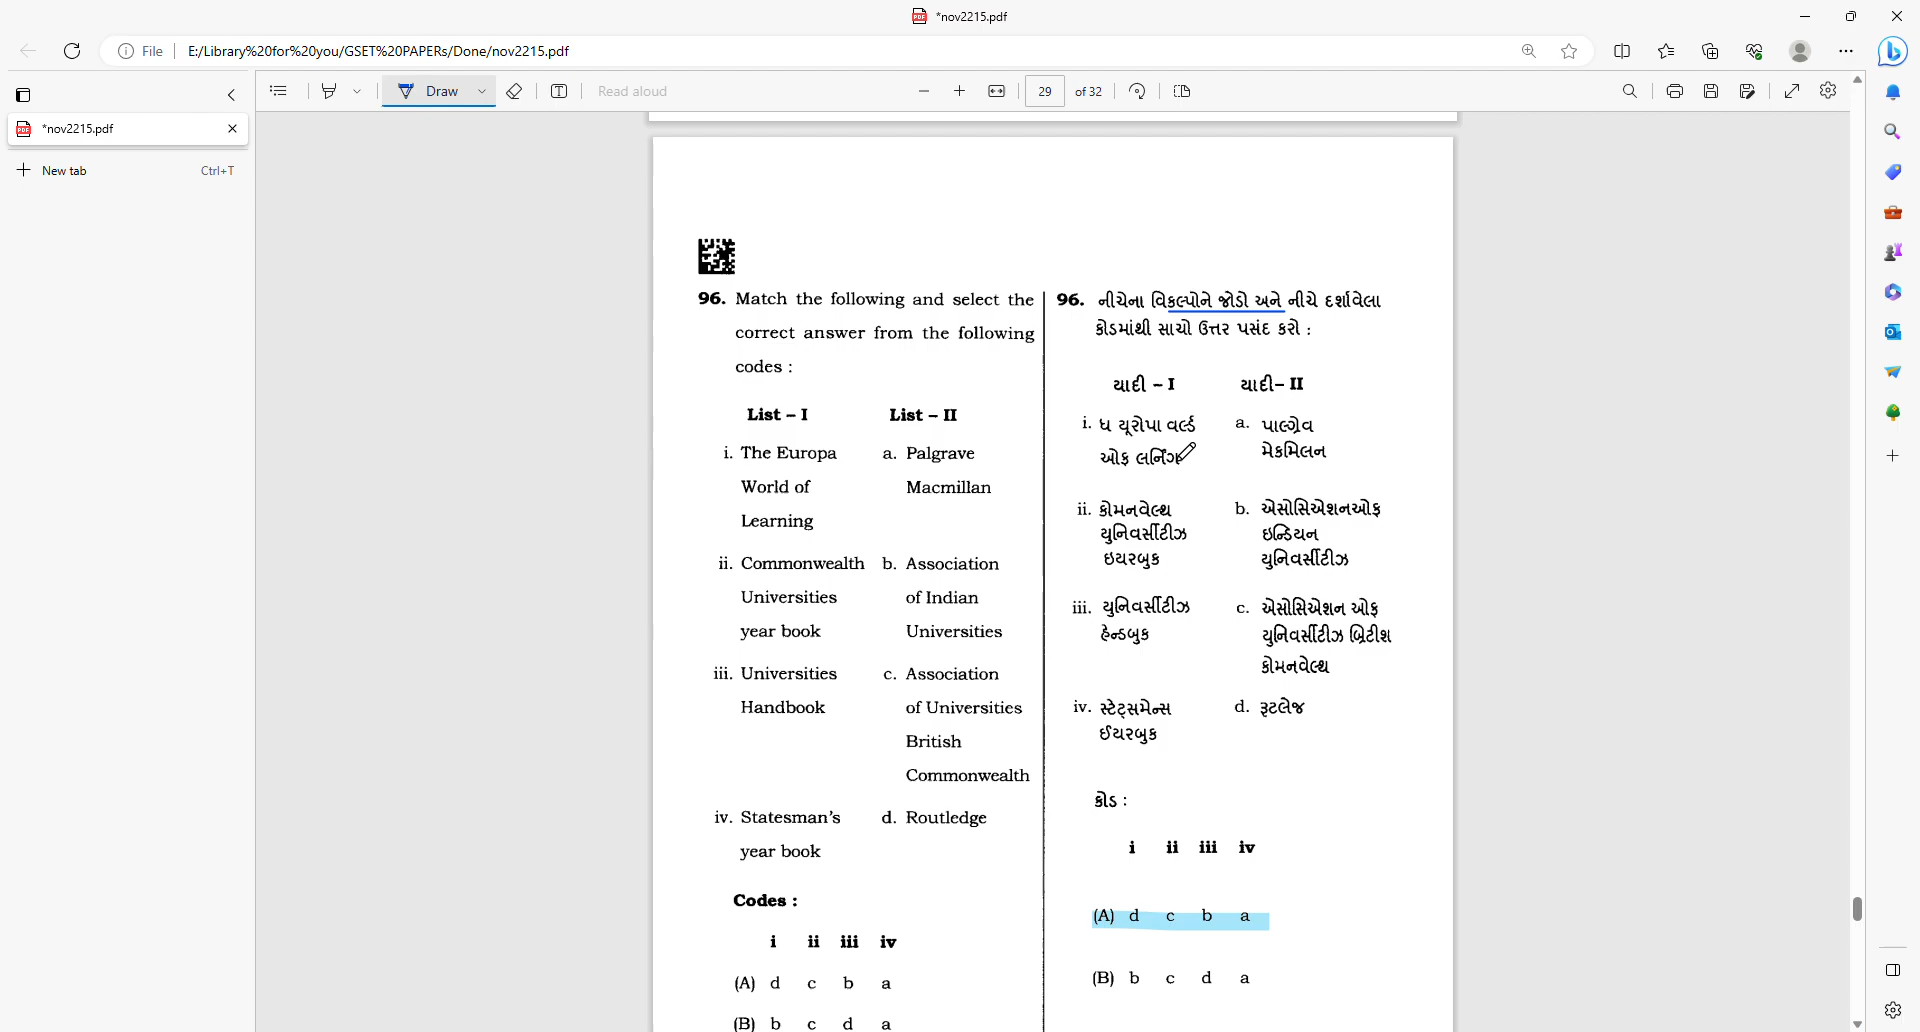 *nov2215.pdf
File
E:/Library%20for%20you/GSET%20PAPERs/Done/nov2215.pdf
*nov2215.pdf
New tab
Ctrl+T
Draw
Read aloud
29 of 32
96. Match the following and select the
correct answer from the following
codes :
List – I List – II
i. The Europa a. Palgrave
World of Macmillan
Learning
ii. Commonwealth b. Association
Universities of Indian
year book Universities
iii. Universities c. Association
Handbook of Universities
British
Commonwealth
iv. Statesman's d. Routledge
year book
Codes :
i ii iii iv
(A) d c b a
(B) b c d a
96. નીચેના વિકલ્પોને જોડો અને નીચે દર્શાવેલા
કોડમાંથી સાચો ઉત્તર પસંદ કરો :
યાદી – I યાદી– II
i. ધ યૂરોપા વર્લ્ડ a. પાલ્ગ્રેવ
ઓફ લર્નિંગ મેકમિલન
ii. કોમનવેલ્થ b. એસોસિએશનઓફ
યુનિવર્સીટીઝ ઇન્ડિયન
ઇયરબુક યુનિવર્સીટીઝ
iii. યુનિવર્સીટીઝ c. એસોસિએશન ઓફ
હેન્ડબુક યુનિવર્સીટીઝ બ્રિટીશ
કોમનવેલ્થ
iv. સ્ટેટ્સમેન્સ d. રૂટલેજ
ઈયરબુક
કોડ :
i ii iii iv
(A) d c b a
(B) b c d a